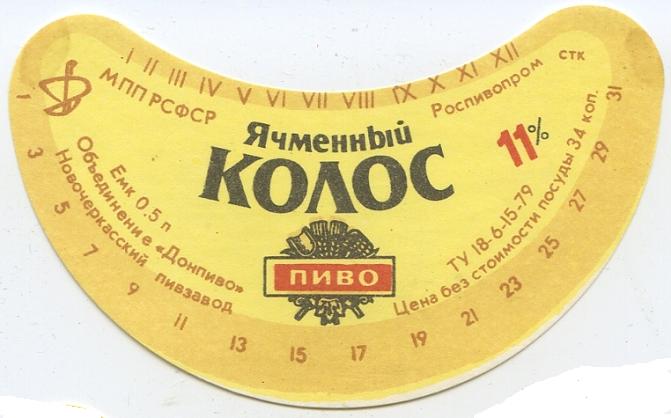 I II III IV V VI VII VIII IX X XI XII
МПП РСФСР
Роспивопром
СТК
Ячменный
КОЛОС
11%
ПИВО
Емк 0.5 л
Объединение «Донпиво»
Новочеркасский пивзавод
ТУ 18-6-15-79
Цена без стоимости посуды 34 коп.
1 3 5 7 9 11 13 15 17 19 21 23 25 27 29 31